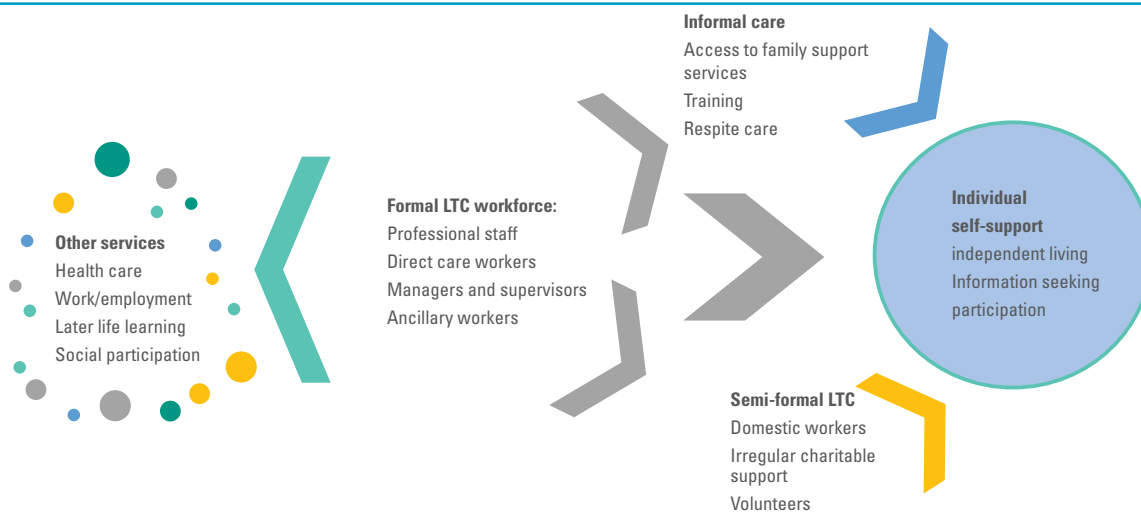 Informal care
Access to family support
services
Training
Respite care
Other services
Health care
Work/employment
Later life learning
Social participation
Formal LTC workforce:
Professional staff
Direct care workers
Managers and supervisors
Ancillary workers
Individual
self-support
independent living
Information seeking
participation
Semi-formal LTC
Domestic workers
Irregular charitable
support
Volunteers